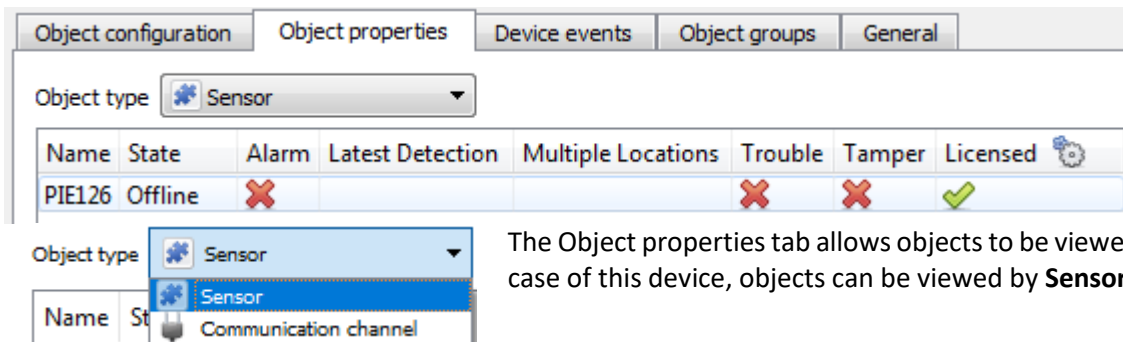 Object configuration Object properties Device events Object groups General
Object type Sensor
Name State Alarm Latest Detection Multiple Locations Trouble Tamper Licensed
PIE126 Offline
Object type Sensor
The Object properties tab allows objects to be viewe
case of this device, objects can be viewed by Sensor
Sensor
Name St
Communication channel